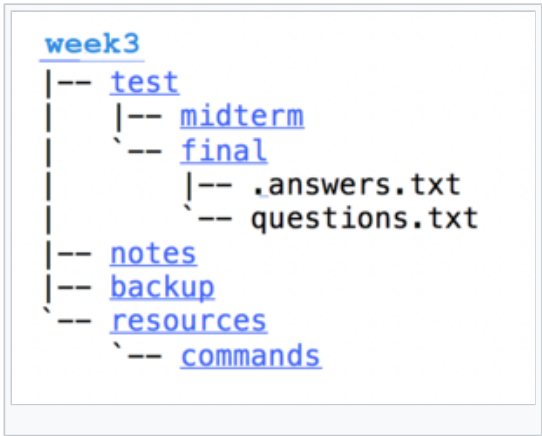 week3
|-- test
|   |-- midterm
|   `-- final
|       |-- .answers.txt
|       `-- questions.txt
|-- notes
|-- backup
`-- resources
    `-- commands